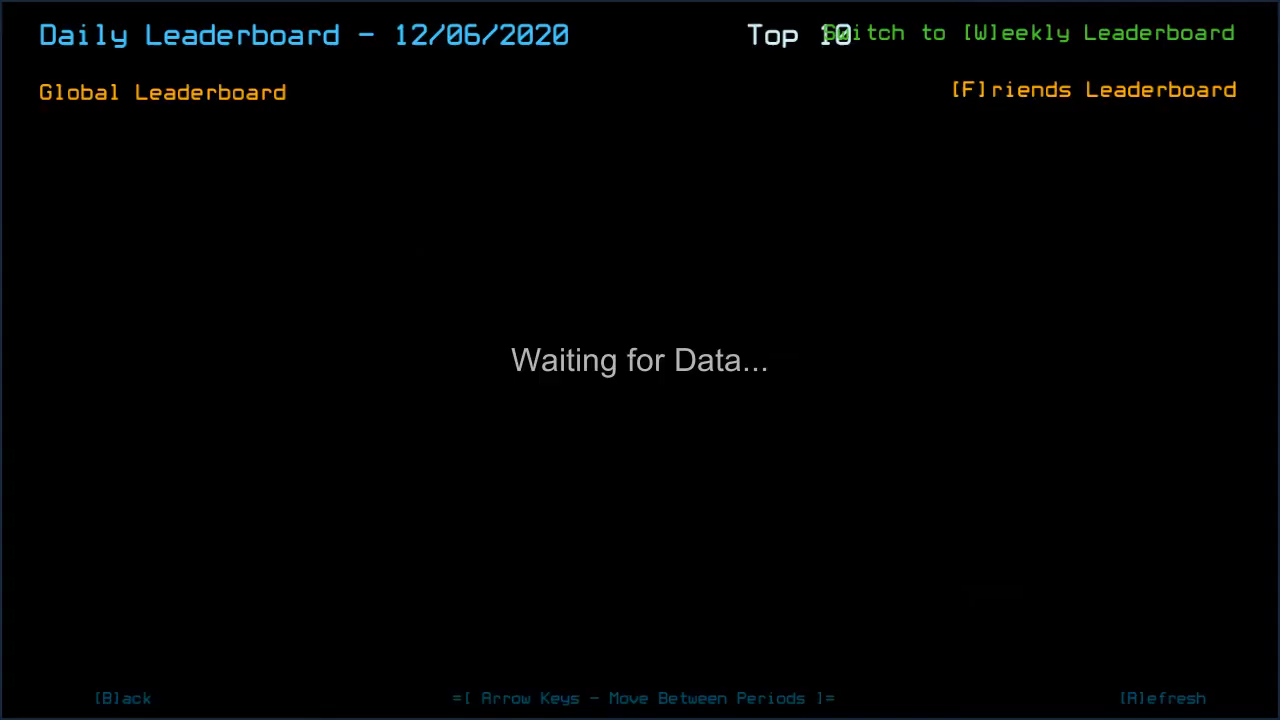 Daily Leaderboard - 12/06/2020
Top 10
Switch to [W]eekly Leaderboard
Global Leaderboard
[F]riends Leaderboard
Waiting for Data...
[B]ack
=[ Arrow Keys - Move Between Periods ]=
[R]efresh